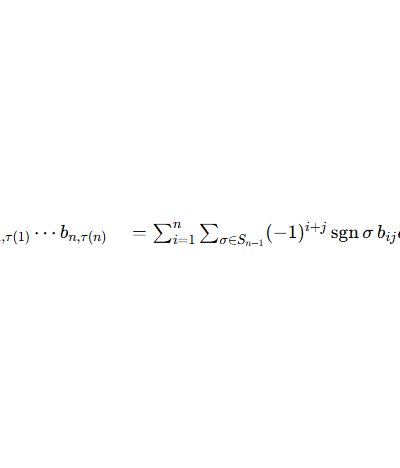 ,τ(1) ⋯ b_{n,τ(n)} = ∑_{i=1}^{n} ∑_{σ∈S_{n−1}} (−1)^{i+j} sgn σ b_{ij}